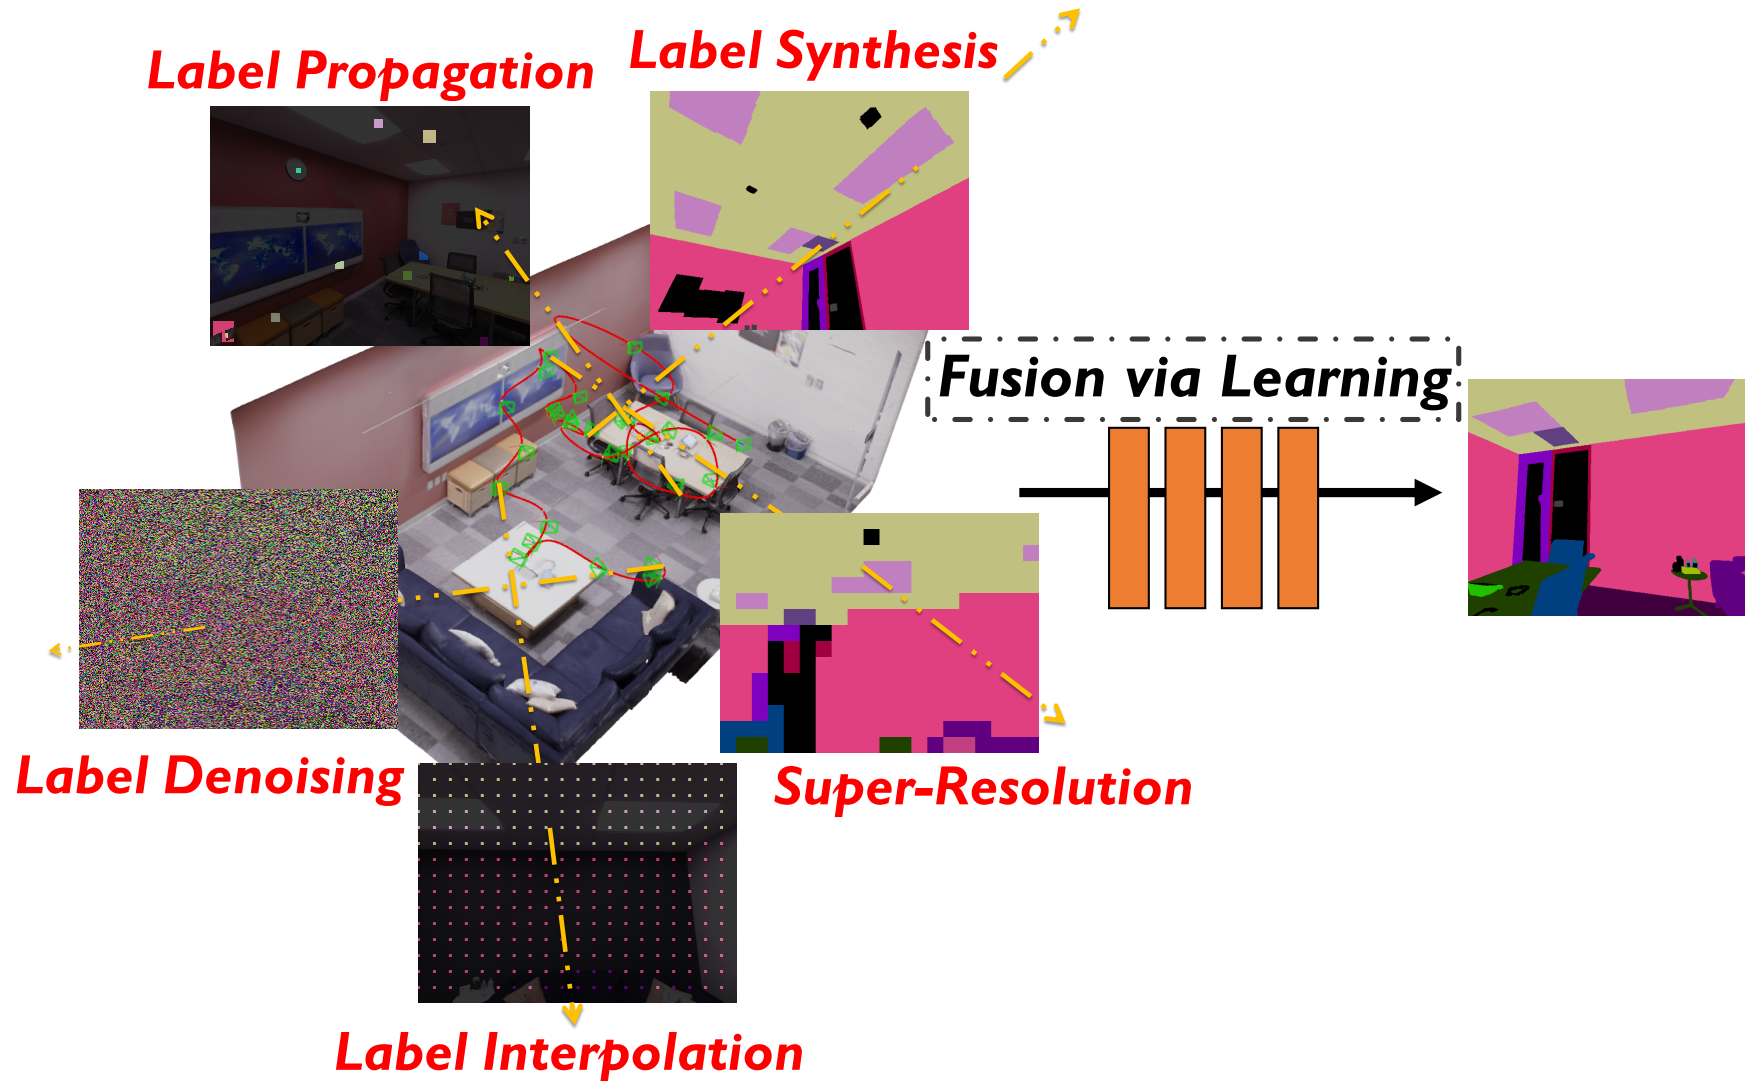 Label Propagation
Label Synthesis
Fusion via Learning
Label Denoising
Super-Resolution
Label Interpolation